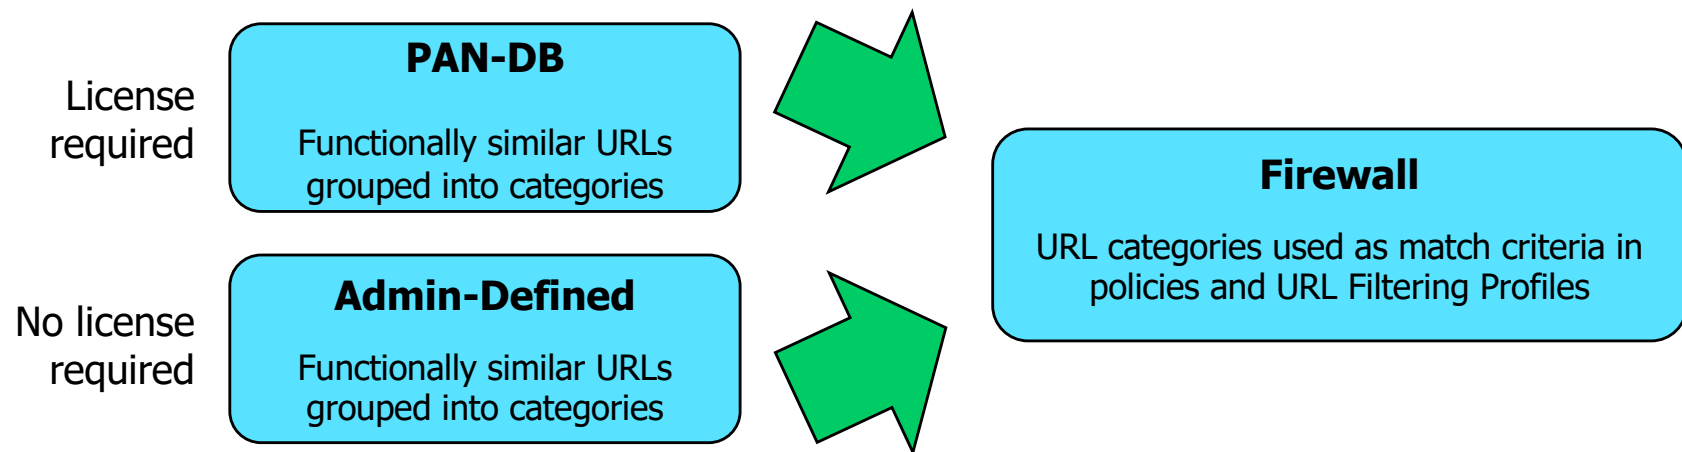 License
required
PAN-DB
Functionally similar URLs
grouped into categories
No license
required
Admin-Defined
Functionally similar URLs
grouped into categories
Firewall
URL categories used as match criteria in
policies and URL Filtering Profiles